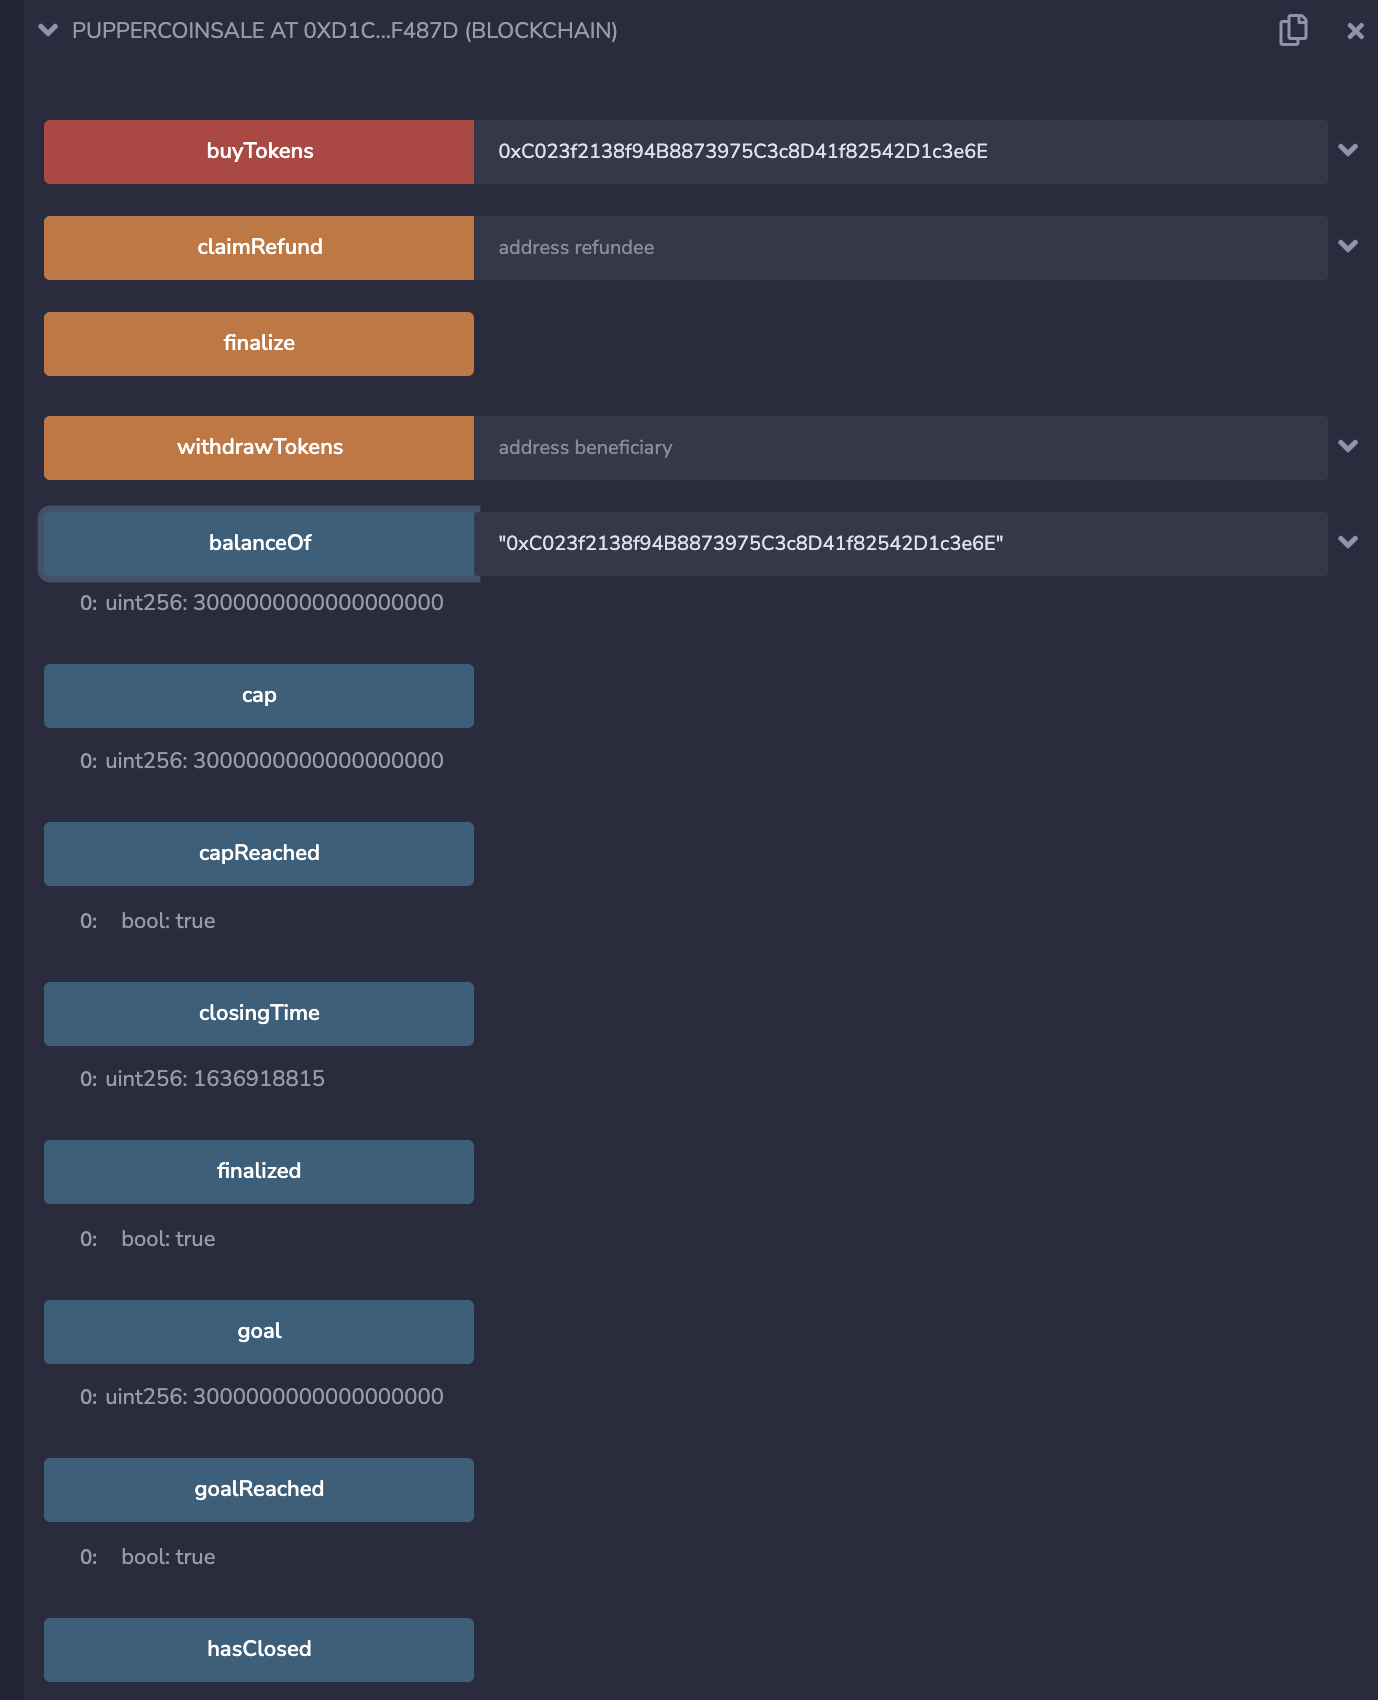 PUPPERCOINSALE AT 0XD1C...F487D (BLOCKCHAIN)
buyTokens 0xC023f2138f94B8873975C3c8D41f82542D1c3e6E
claimRefund address refundee
finalize
withdrawTokens address beneficiary
balanceOf "0xC023f2138f94B8873975C3c8D41f82542D1c3e6E"
0: uint256: 3000000000000000000
cap
0: uint256: 3000000000000000000
capReached
0: bool: true
closingTime
0: uint256: 1636918815
finalized
0: bool: true
goal
0: uint256: 3000000000000000000
goalReached
0: bool: true
hasClosed